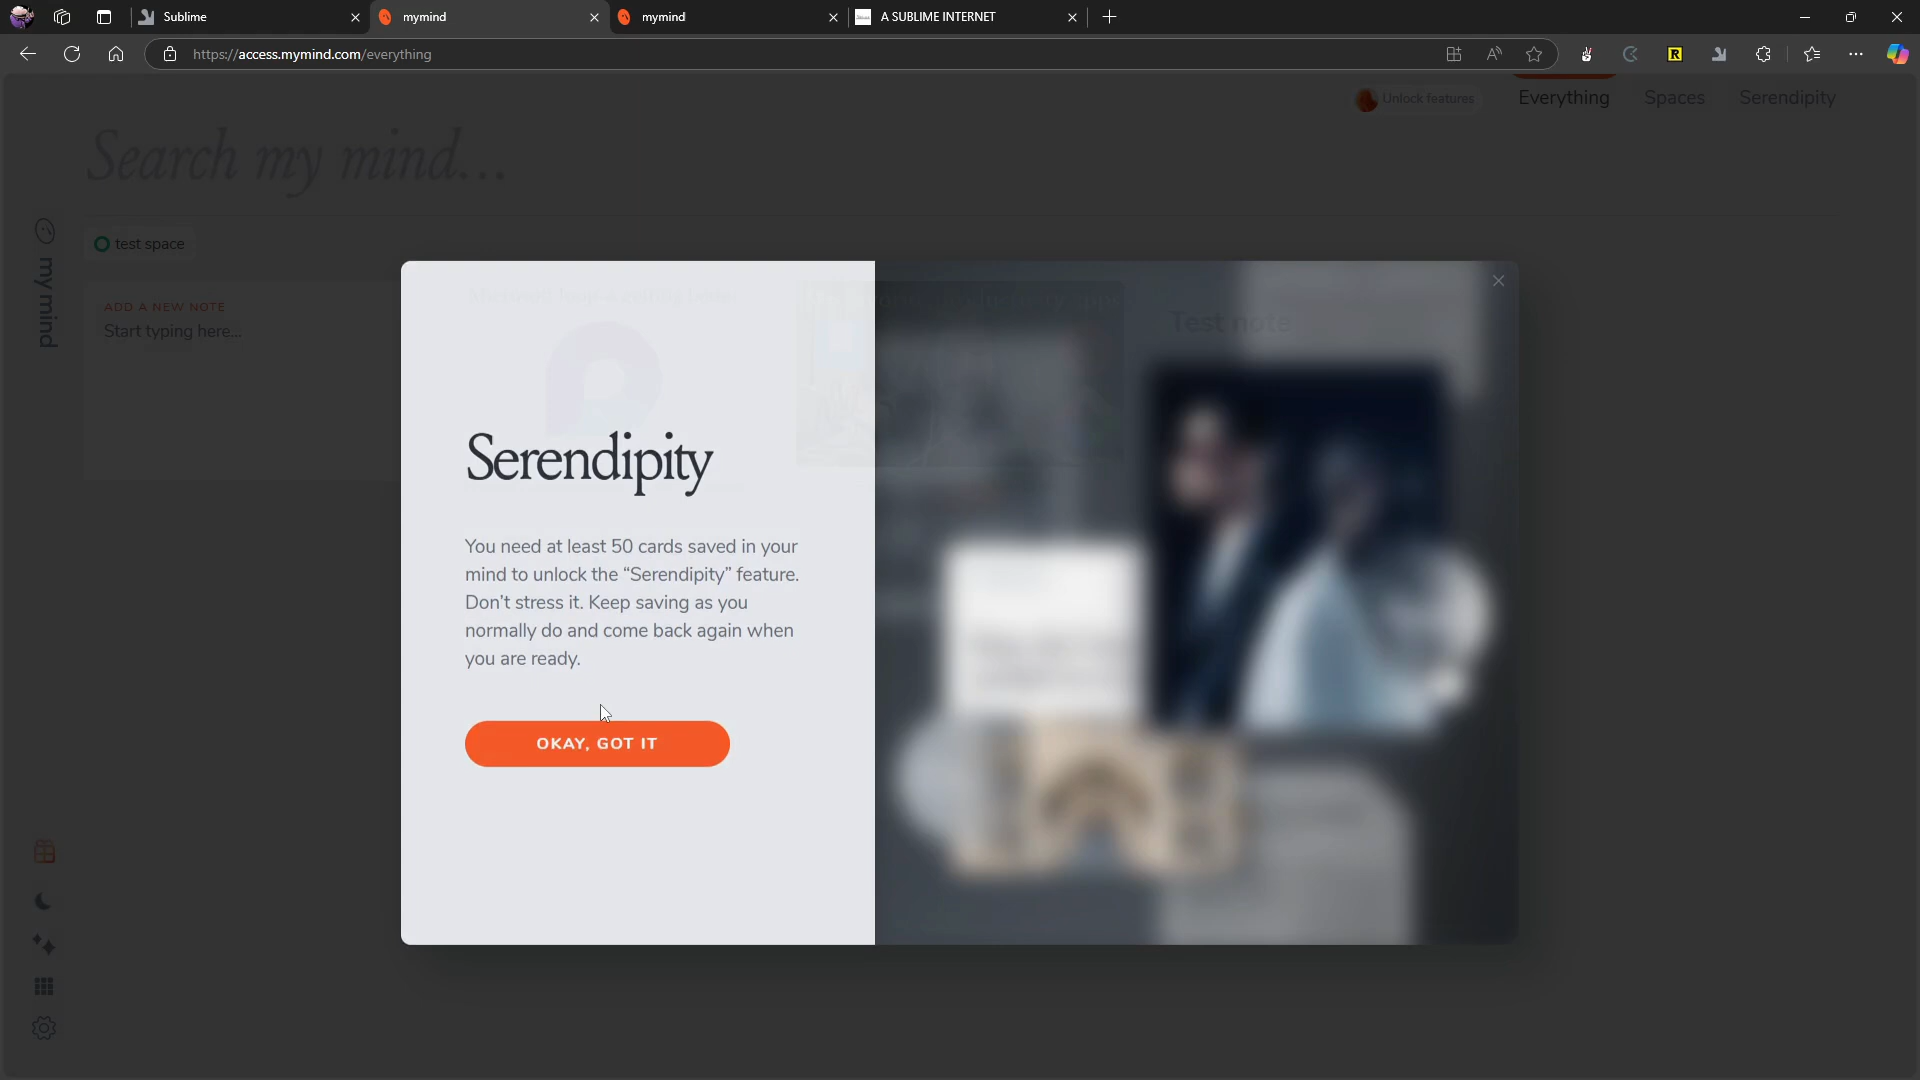 Sublime
mymind
mymind
A SUBLIME INTERNET
https://access.mymind.com/everything
Unlock features
Everything
Spaces
Serendipity
Search my mind...
my mind
test space
ADD A NEW NOTE
Start typing here...
Test note
Serendipity
You need at least 50 cards saved in your
mind to unlock the “Serendipity” feature.
Don't stress it. Keep saving as you
normally do and come back again when
you are ready.
OKAY, GOT IT